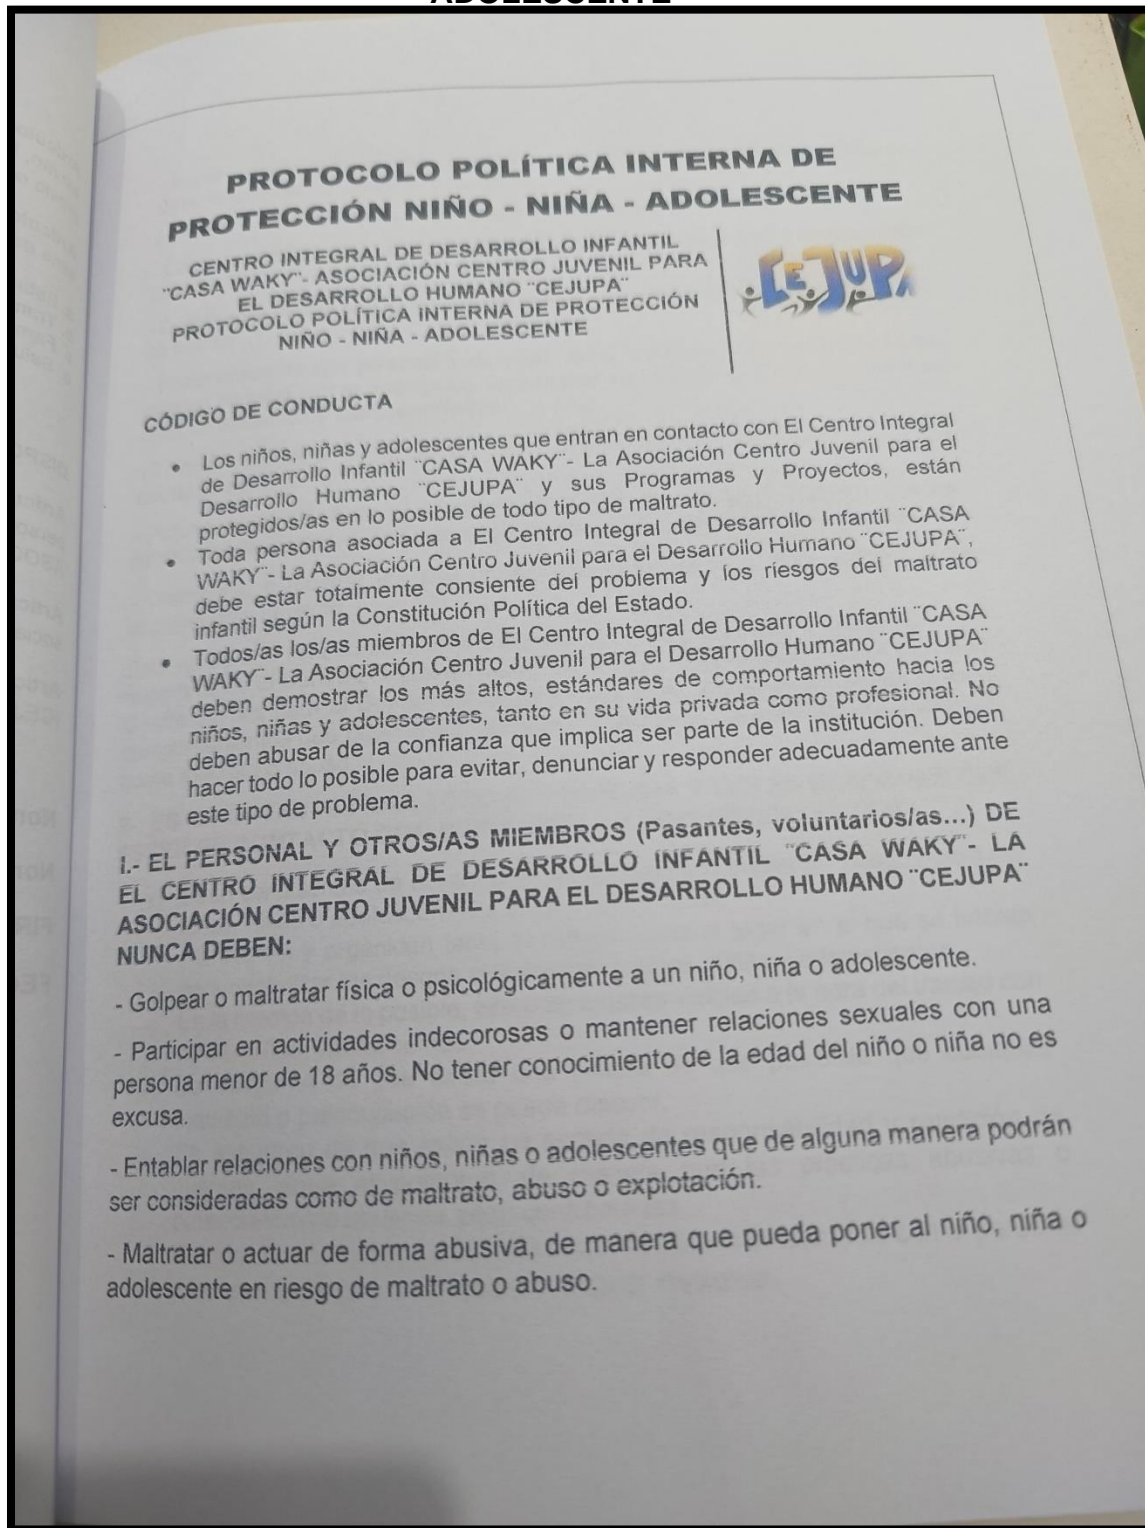 ADOLESCENTE
PROTOCOLO POLÍTICA INTERNA DE
PROTECCIÓN NIÑO - NIÑA - ADOLESCENTE
CENTRO INTEGRAL DE DESARROLLO INFANTIL
¨CASA WAKY¨- ASOCIACIÓN CENTRO JUVENIL PARA
EL DESARROLLO HUMANO ¨CEJUPA¨
PROTOCOLO POLÍTICA INTERNA DE PROTECCIÓN
NIÑO - NIÑA - ADOLESCENTE
CEJUPA
CÓDIGO DE CONDUCTA
• Los niños, niñas y adolescentes que entran en contacto con El Centro Integral
de Desarrollo Infantil ¨CASA WAKY¨- La Asociación Centro Juvenil para el
Desarrollo Humano ¨CEJUPA¨ y sus Programas y Proyectos, están
protegidos/as en lo posible de todo tipo de maltrato.
• Toda persona asociada a El Centro Integral de Desarrollo Infantil ¨CASA
WAKY¨- La Asociación Centro Juvenil para el Desarrollo Humano ¨CEJUPA¨,
debe estar totalmente consiente del problema y los riesgos del maltrato
infantil según la Constitución Política del Estado.
• Todos/as los/as miembros de El Centro Integral de Desarrollo Infantil ¨CASA
WAKY¨- La Asociación Centro Juvenil para el Desarrollo Humano ¨CEJUPA¨
deben demostrar los más altos, estándares de comportamiento hacia los
niños, niñas y adolescentes, tanto en su vida privada como profesional. No
deben abusar de la confianza que implica ser parte de la institución. Deben
hacer todo lo posible para evitar, denunciar y responder adecuadamente ante
este tipo de problema.
I.- EL PERSONAL Y OTROS/AS MIEMBROS (Pasantes, voluntarios/as...) DE
EL CENTRO INTEGRAL DE DESARROLLO INFANTIL ¨CASA WAKY¨- LA
ASOCIACIÓN CENTRO JUVENIL PARA EL DESARROLLO HUMANO ¨CEJUPA¨
NUNCA DEBEN:
- Golpear o maltratar física o psicológicamente a un niño, niña o adolescente.
- Participar en actividades indecorosas o mantener relaciones sexuales con una
persona menor de 18 años. No tener conocimiento de la edad del niño o niña no es
excusa.
- Entablar relaciones con niños, niñas o adolescentes que de alguna manera podrán
ser consideradas como de maltrato, abuso o explotación.
- Maltratar o actuar de forma abusiva, de manera que pueda poner al niño, niña o
adolescente en riesgo de maltrato o abuso.